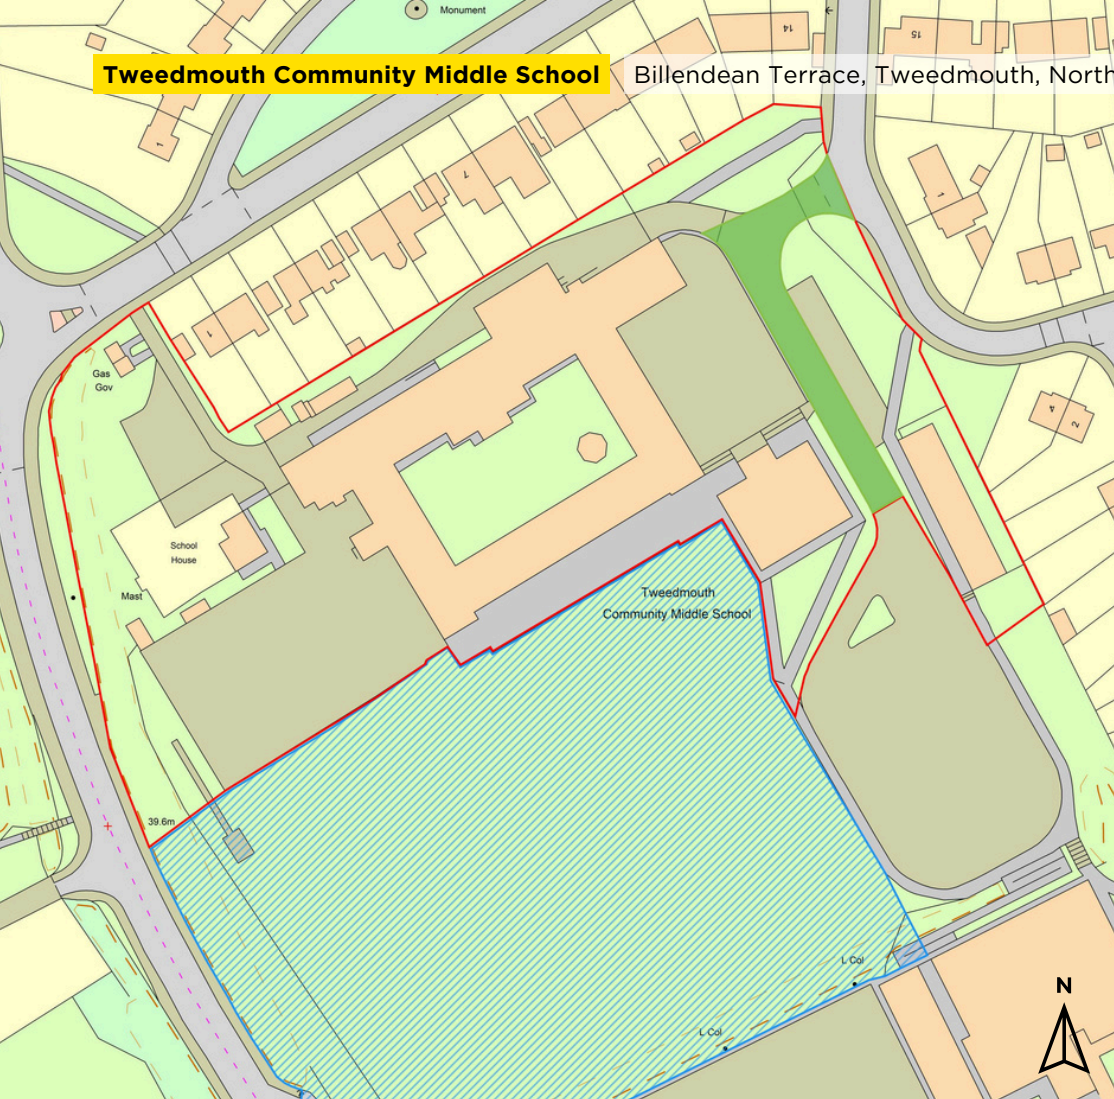 Monument
14
15
Tweedmouth Community Middle School
Billendean Terrace, Tweedmouth, North
1
7
1
1
Gas
Gov
4
2
School
House
Mast
Tweedmouth
Community Middle School
39.6m
L Col
N
L Col